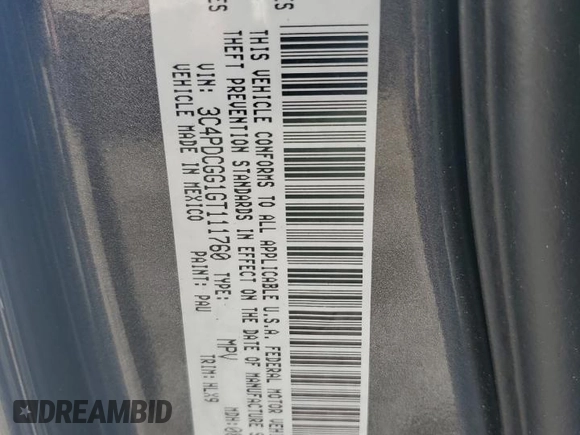 THIS VEHICLE CONFORMS TO ALL APPLICABLE U.S.A. FEDERAL MOTOR
THEFT PREVENTION STANDARDS IN EFFECT ON THE DATE OF MANUFACTURE
VIN: 3C4PDCGG1GT111760 TYPE: MPV
VEHICLE MADE IN MEXICO PAINT: PAU TRIM: HLX9
DREAMBID